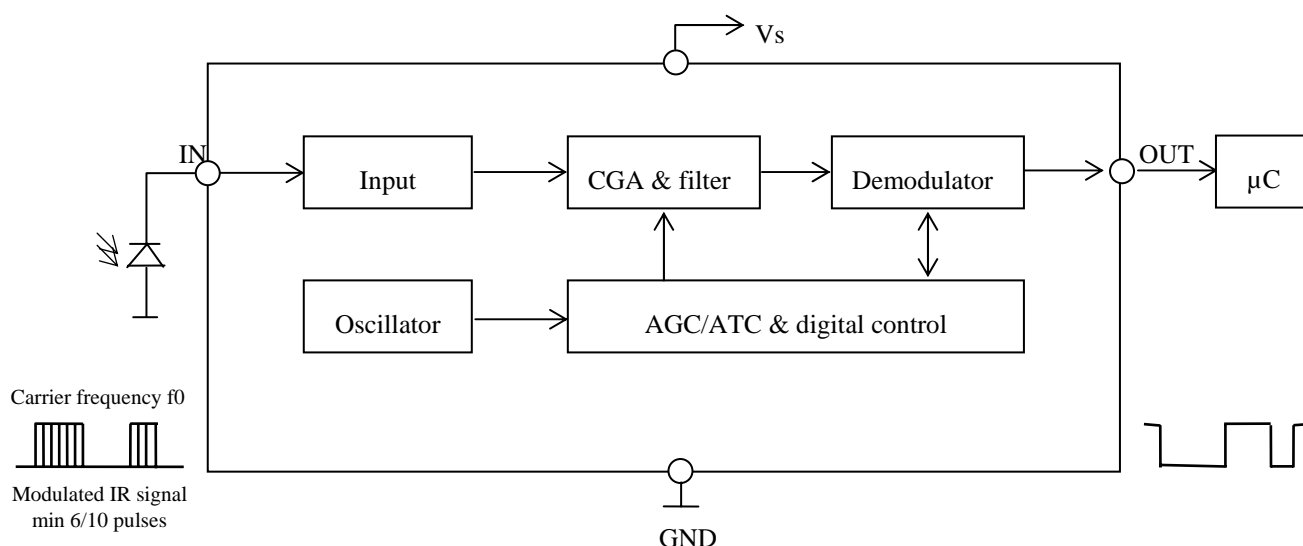 Vs
IN
Input
CGA & filter
Demodulator
OUT
µC
Oscillator
AGC/ATC & digital control
Carrier frequency f0
Modulated IR signal
min 6/10 pulses
GND